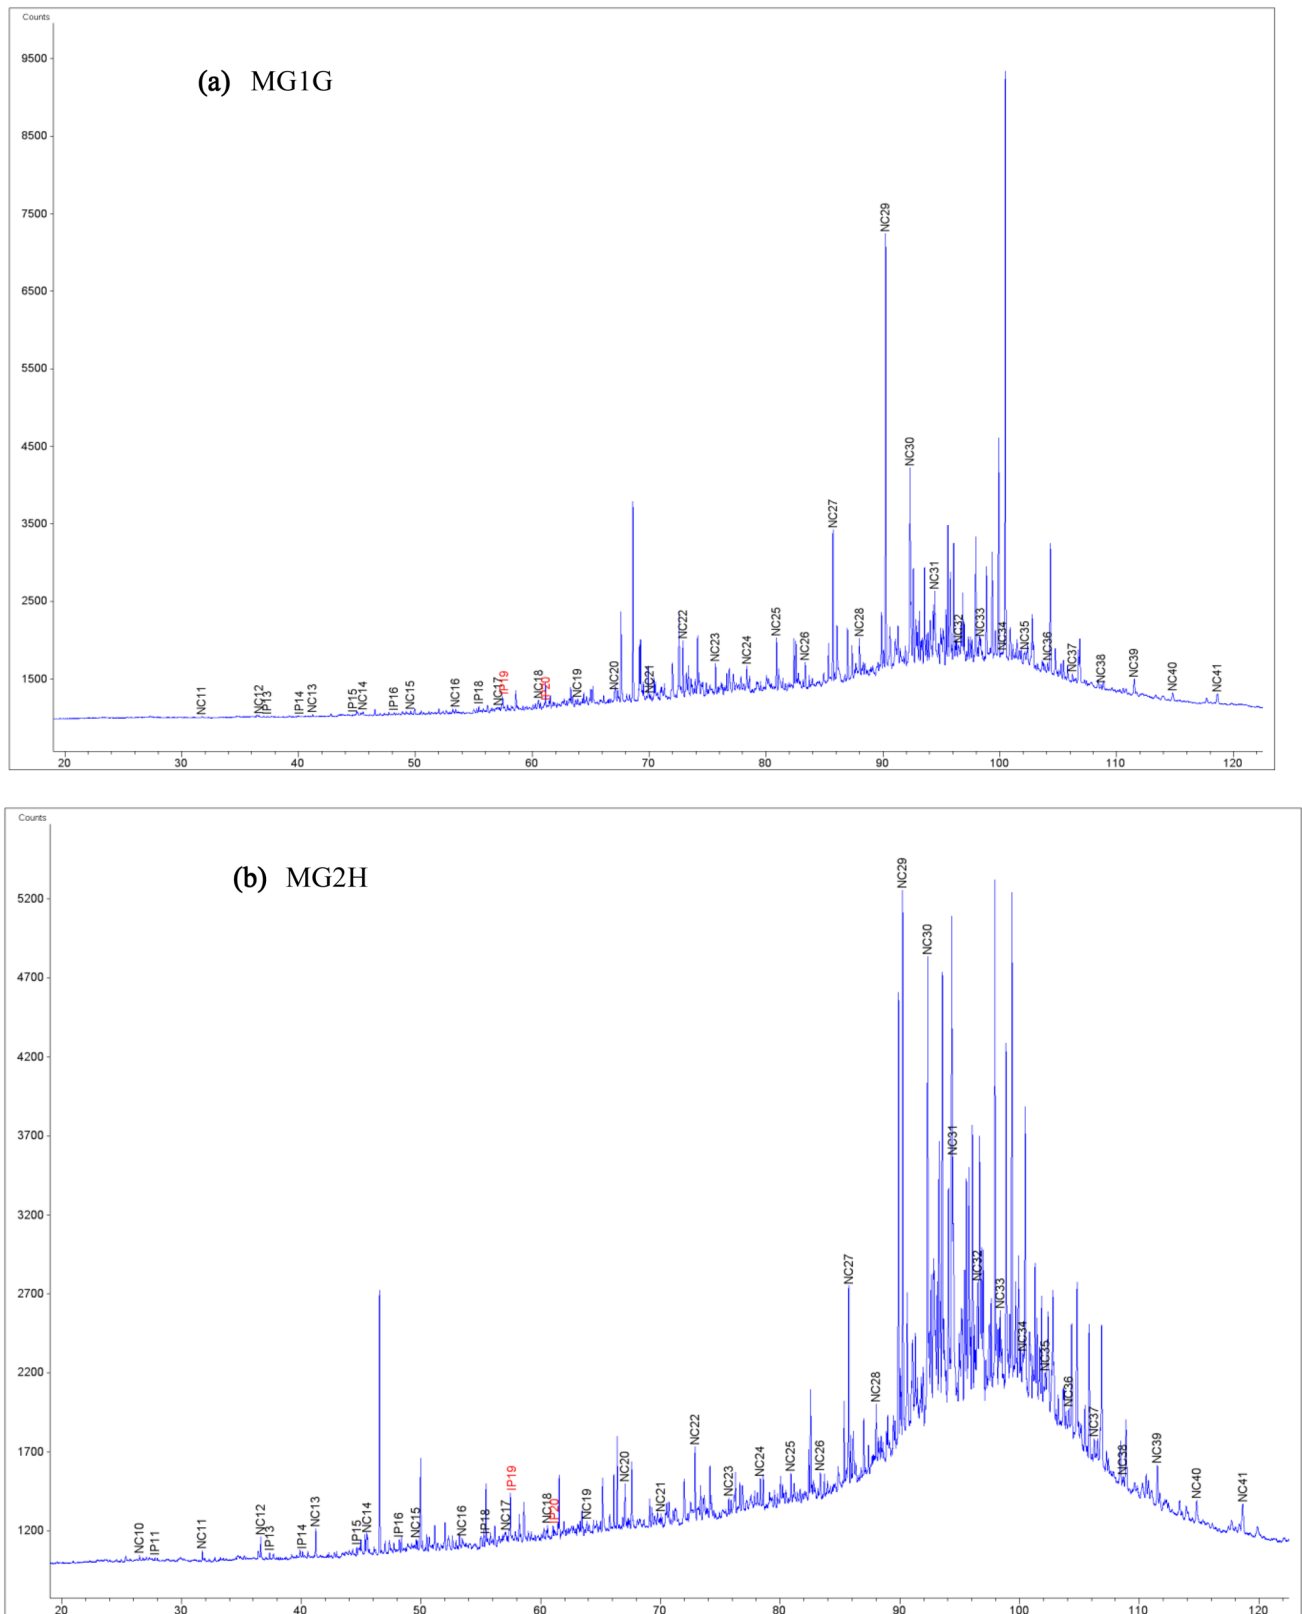 Counts
(a) MG1G
9500
8500
7500
6500
5500
4500
3500
2500
1500
NC11
NC12
IP13
IP14
NC13
IP15
NC14
IP16
NC15
NC16
IP18
NC17
IP19
NC18
IP20
NC19
NC20
NC21
NC22
NC23
NC24
NC25
NC26
NC27
NC28
NC29
NC30
NC31
NC32
NC33
NC34
NC35
NC36
NC37
NC38
NC39
NC40
NC41
20 30 40 50 60 70 80 90 100 110 120
Counts
(b) MG2H
5200
4700
4200
3700
3200
2700
2200
1700
1200
NC10
IP11
NC11
NC12
IP13
IP14
NC13
IP15
NC14
IP16
NC15
NC16
IP18
NC17
IP19
NC18
IP20
NC19
NC20
NC21
NC22
NC23
NC24
NC25
NC26
NC27
NC28
NC29
NC30
NC31
NC32
NC33
NC34
NC35
NC36
NC37
NC38
NC39
NC40
NC41
20 30 40 50 60 70 80 90 100 110 120